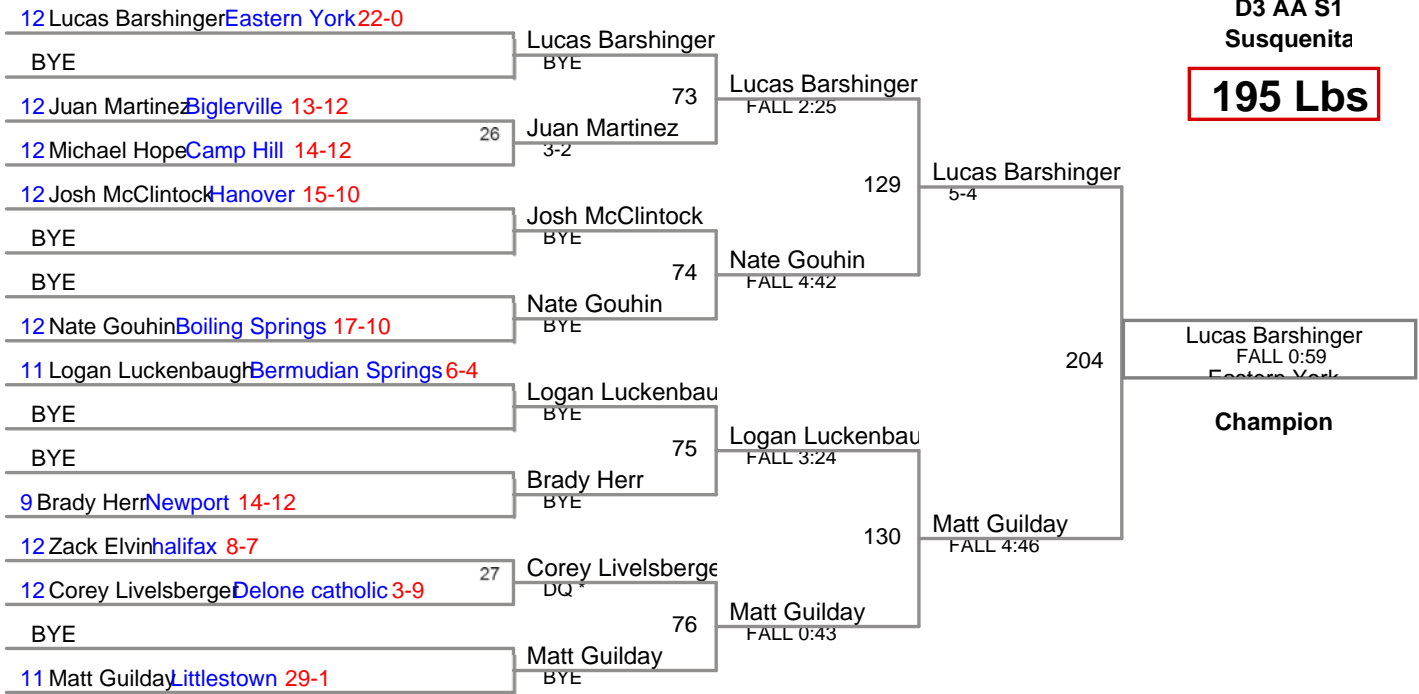 D3 AA S1
Susquenita
195 Lbs
12 Lucas Barshinger Eastern York 22-0
BYE
12 Juan Martinez Biglerville 13-12
12 Michael Hope Camp Hill 14-12
12 Josh McClintock Hanover 15-10
BYE
BYE
12 Nate Gouhin Boiling Springs 17-10
11 Logan Luckenbaugh Bermudian Springs 6-4
BYE
BYE
9 Brady Herr Newport 14-12
12 Zack Elvin halifax 8-7
12 Corey Livelsberger Delone catholic 3-9
BYE
11 Matt Guilday Littlestown 29-1
Lucas Barshinger
BYE
26
Juan Martinez
3-2
Josh McClintock
BYE
Nate Gouhin
BYE
Logan Luckenbau
BYE
Brady Herr
BYE
27
Corey Livelsberge
DQ *
Matt Guilday
BYE
73
Lucas Barshinger
FALL 2:25
74
Nate Gouhin
FALL 4:42
75
Logan Luckenbau
FALL 3:24
76
Matt Guilday
FALL 0:43
129
Lucas Barshinger
5-4
130
Matt Guilday
FALL 4:46
204
Lucas Barshinger
FALL 0:59
Eastern York
Champion